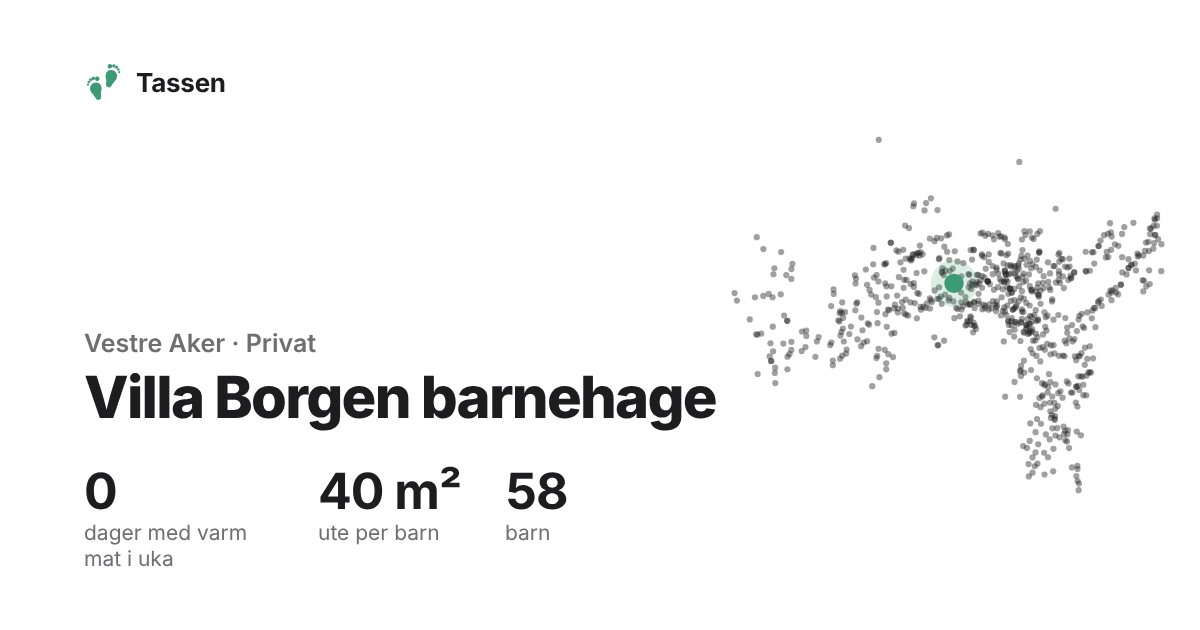 Tassen
Vestre Aker · Privat
Villa Borgen barnehage
0
dager med varm
mat i uka
40 m²
ute per barn
58
barn